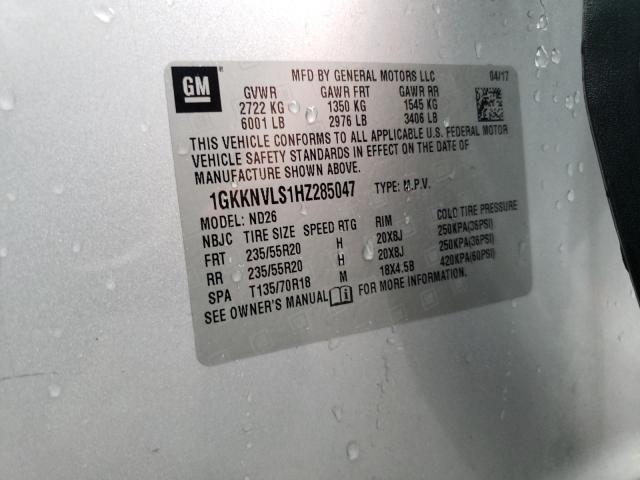 GM
MFD BY GENERAL MOTORS LLC 04/17
GVWR GAWR FRT GAWR RR
2722 KG 1350 KG 1545 KG
6001 LB 2976 LB 3406 LB
THIS VEHICLE CONFORMS TO ALL APPLICABLE U.S. FEDERAL MOTOR
VEHICLE SAFETY STANDARDS IN EFFECT ON THE DATE OF
MANUFACTURE SHOWN ABOVE.
1GKKNVLS1HZ285047 TYPE: M.P.V.
MODEL: ND26
NBJC TIRE SIZE SPEED RTG RIM COLD TIRE PRESSURE
FRT 235/55R20 H 20X8J 250KPA(36PSI)
RR 235/55R20 H 20X8J 250KPA(36PSI)
SPA T135/70R18 M 18X4.5B 420KPA(60PSI)
SEE OWNER'S MANUAL FOR MORE INFORMATION.